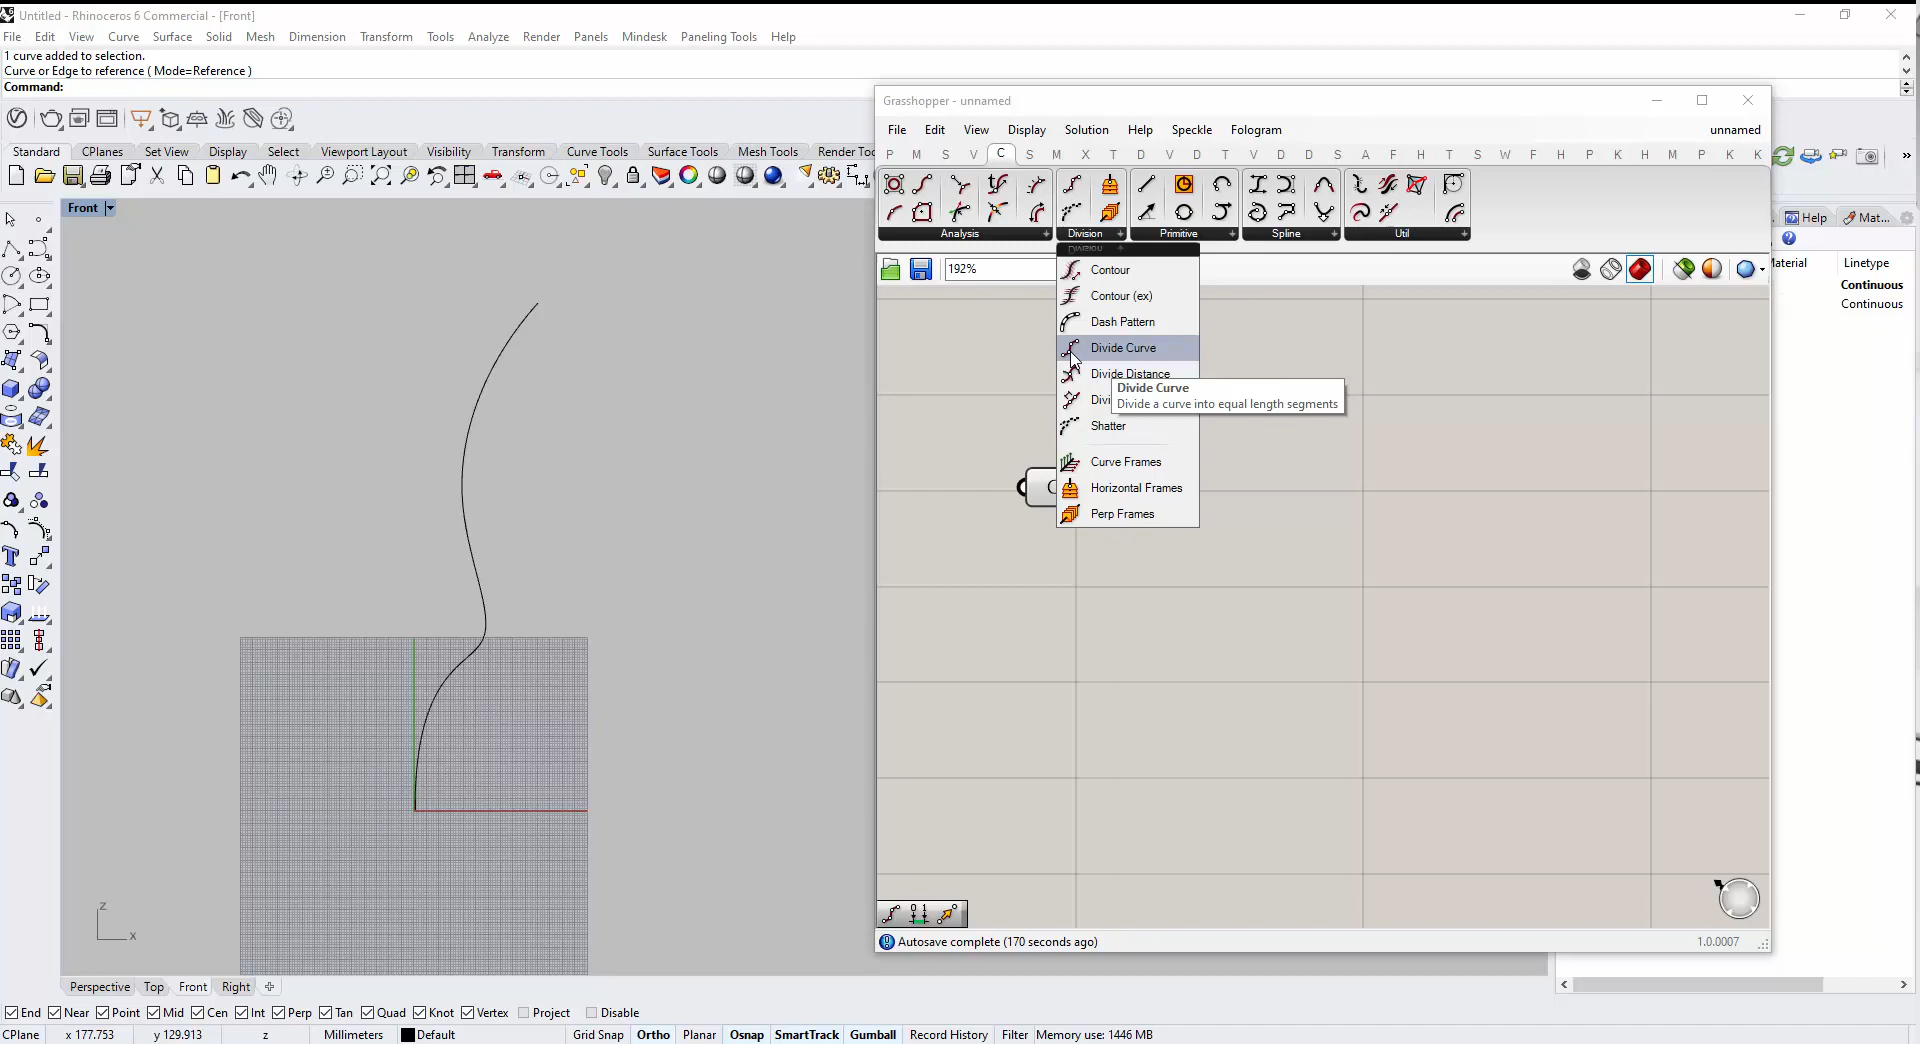 Untitled - Rhinoceros 6 Commercial - [Front]
File Edit View Curve Surface Solid Mesh Dimension Transform Tools Analyze Render Panels Mindesk Paneling Tools Help
1 curve added to selection.
Curve or Edge to reference ( Mode=Reference )
Command:
Standard CPlanes Set View Display Select Viewport Layout Visibility Transform Curve Tools Surface Tools Mesh Tools Render Too
Front
Grasshopper - unnamed
File Edit View Display Solution Help Speckle Fologram unnamed
P M S V C S M X T D V D T V D D S A F H S W F H M K H M P K K
Analysis Division Primitive Spline Util
192%
Division
Contour
Contour (ex)
Dash Pattern
Divide Curve
Divide Distance
Divi
Shatter
Curve Frames
Horizontal Frames
Perp Frames
Divide Curve
Divide a curve into equal length segments
C
Autosave complete (170 seconds ago) 1.0.0007
Help Mat...
Material Linetype
Continuous
Continuous
z
x
Perspective Top Front Right
End Near Point Mid Cen Int Perp Tan Quad Knot Vertex Project Disable
CPlane x 177.753 y 129.913 z Millimeters Default Grid Snap Ortho Planar Osnap SmartTrack Gumball Record History Filter Memory use: 1446 MB